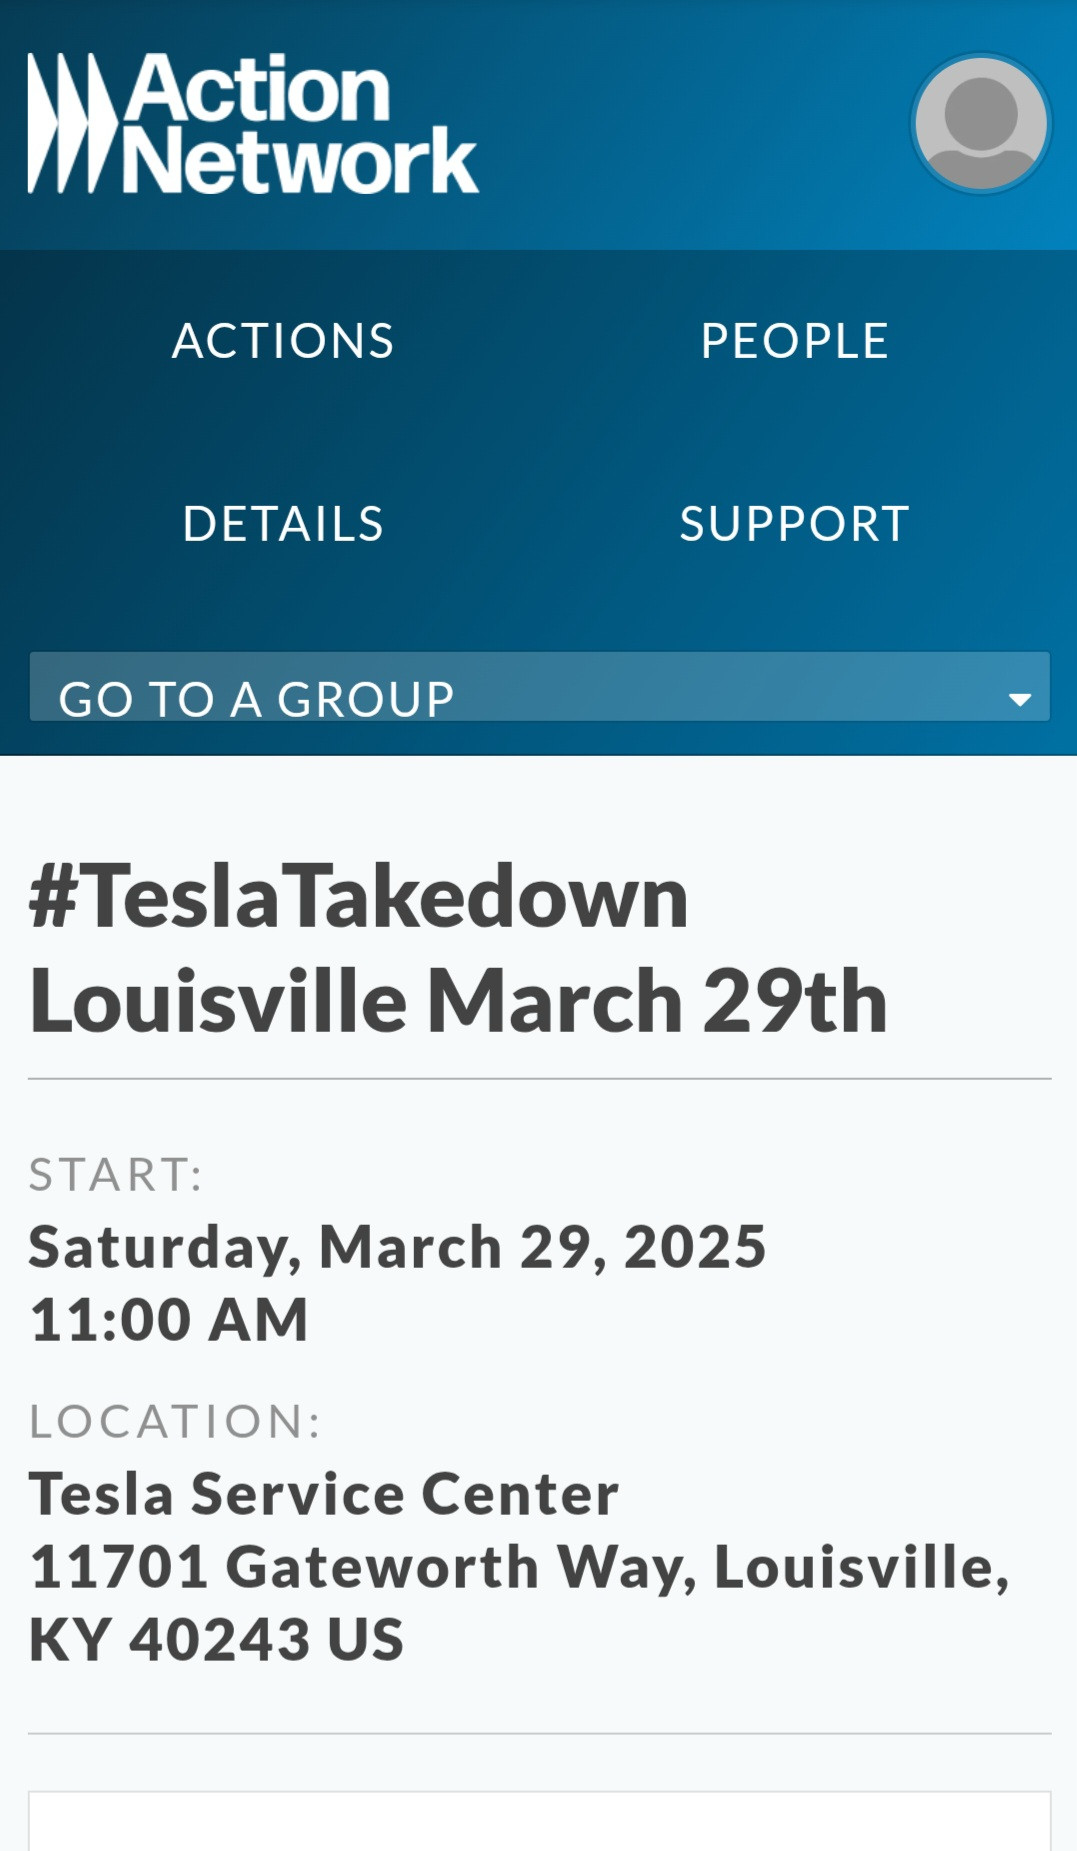 Action
Network
ACTIONS
PEOPLE
DETAILS
SUPPORT
GO TO A GROUP
#TeslaTakedown
Louisville March 29th
START:
Saturday, March 29, 2025
11:00 AM
LOCATION:
Tesla Service Center
11701 Gateworth Way, Louisville,
KY 40243 US